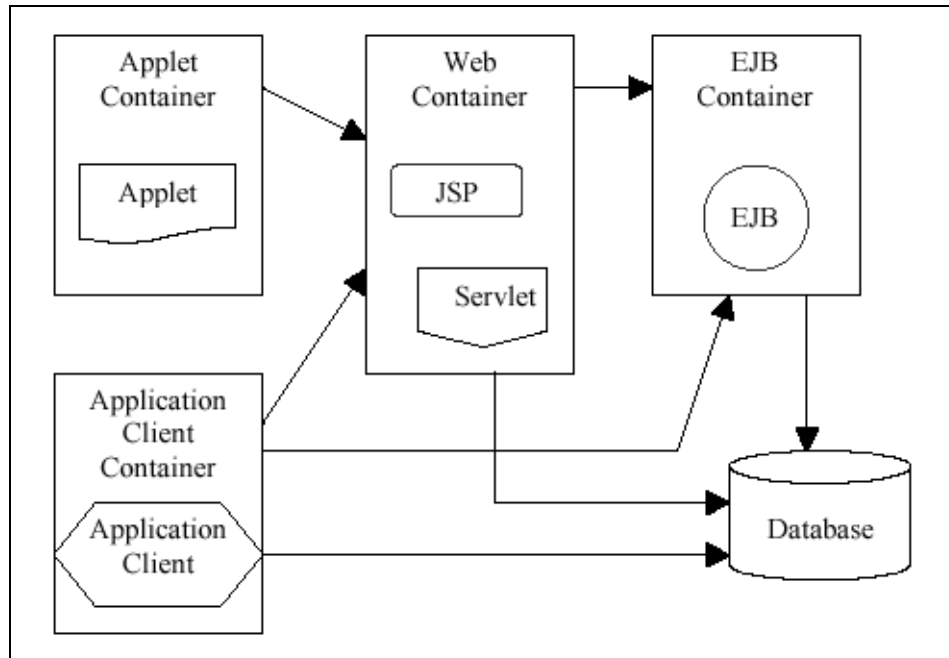 Applet
Container
Applet
Web
Container
JSP
Servlet
EJB
Container
EJB
Application
Client
Container
Application
Client
Database